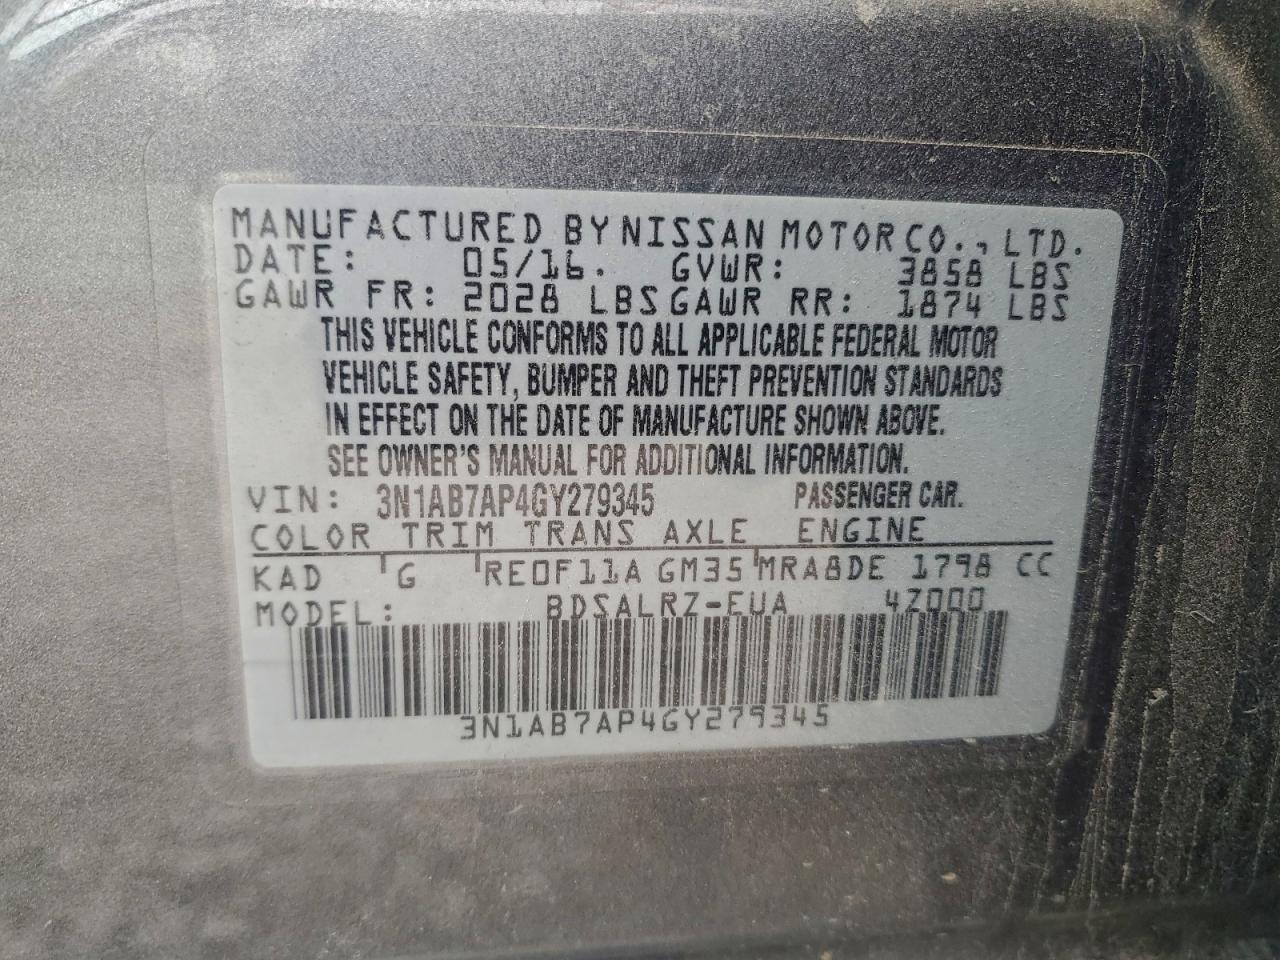 MANUFACTURED BY NISSAN MOTOR CO., LTD.
DATE: 05/16. GVWR: 3858 LBS
GAWR FR: 2028 LBS GAWR RR: 1874 LBS
THIS VEHICLE CONFORMS TO ALL APPLICABLE FEDERAL MOTOR
VEHICLE SAFETY, BUMPER AND THEFT PREVENTION STANDARDS
IN EFFECT ON THE DATE OF MANUFACTURE SHOWN ABOVE.
SEE OWNER'S MANUAL FOR ADDITIONAL INFORMATION.
VIN: 3N1AB7AP4GY279345 PASSENGER CAR.
COLOR TRIM TRANS AXLE ENGINE
KAD G RE0F11A GM35 MRA8DE 1798 CC
MODEL: BDSALRZ-EUA 4Z000
3N1AB7AP4GY279345